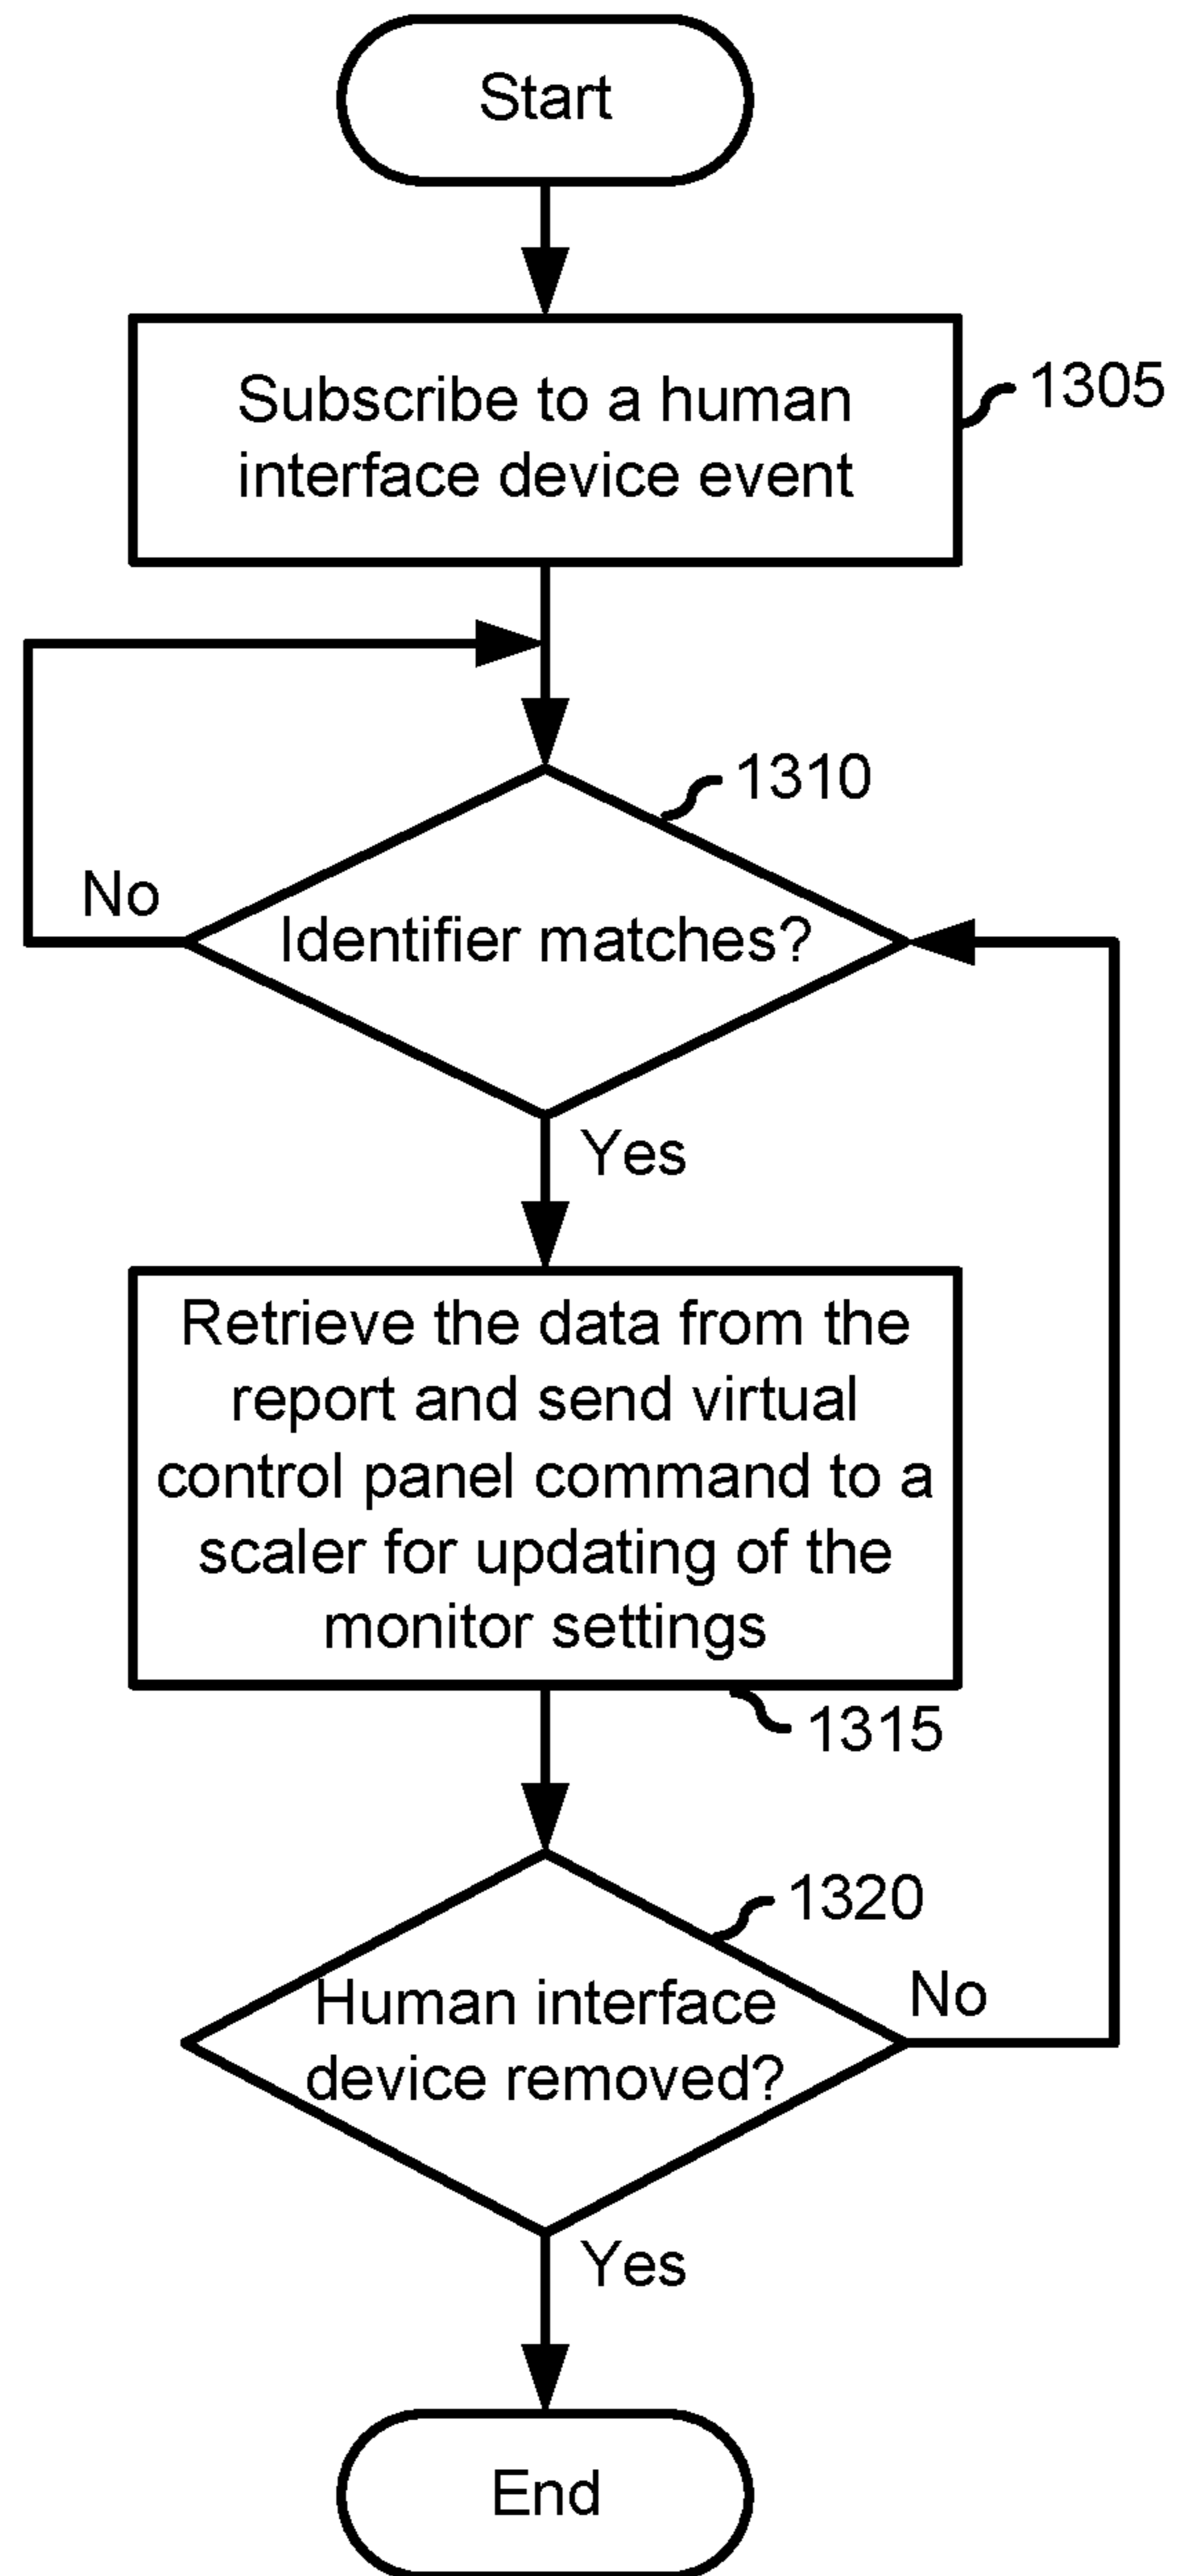 Start
Subscribe to a human
interface device event
1305
1310
No
Identifier matches?
Yes
Retrieve the data from the
report and send virtual
control panel command to a
scaler for updating of the
monitor settings
1315
1320
Human interface
device removed?
No
Yes
End